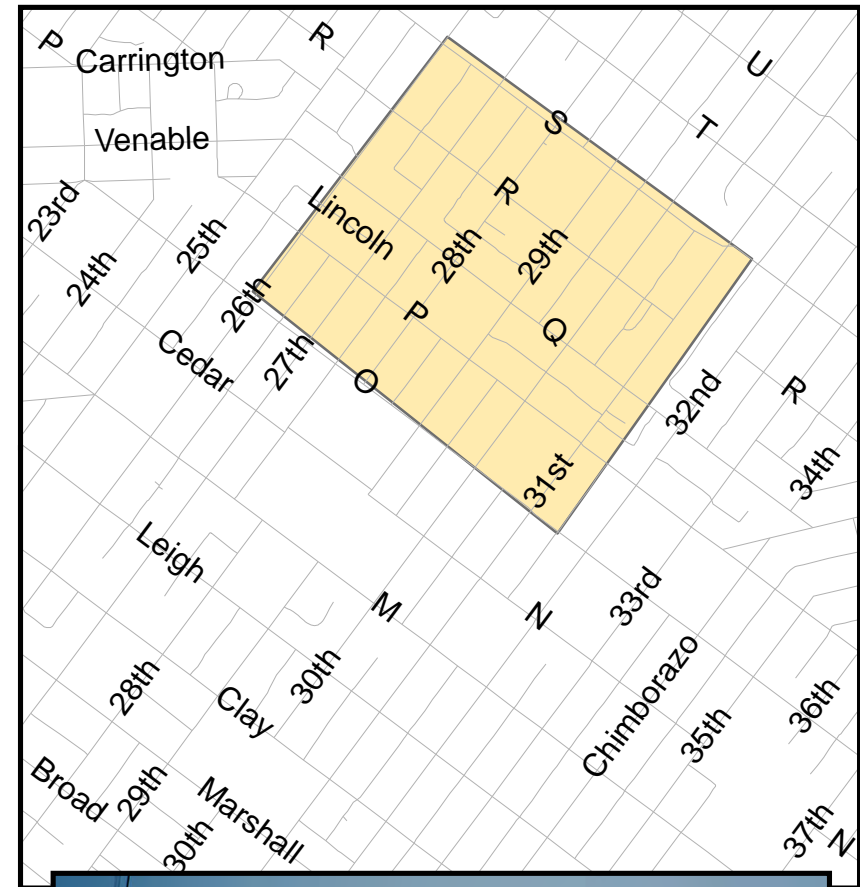 P
R
Carrington
U
S
T
Venable
R
23rd
Lincoln
25th
28th
29th
24th
26th
P
Q
Cedar
27th
O
32nd
R
31st
34th
Leigh
M
N
33rd
28th
Clay
30th
Chimborazo
35th
36th
Broad
29th
Marshall
30th
37th
N